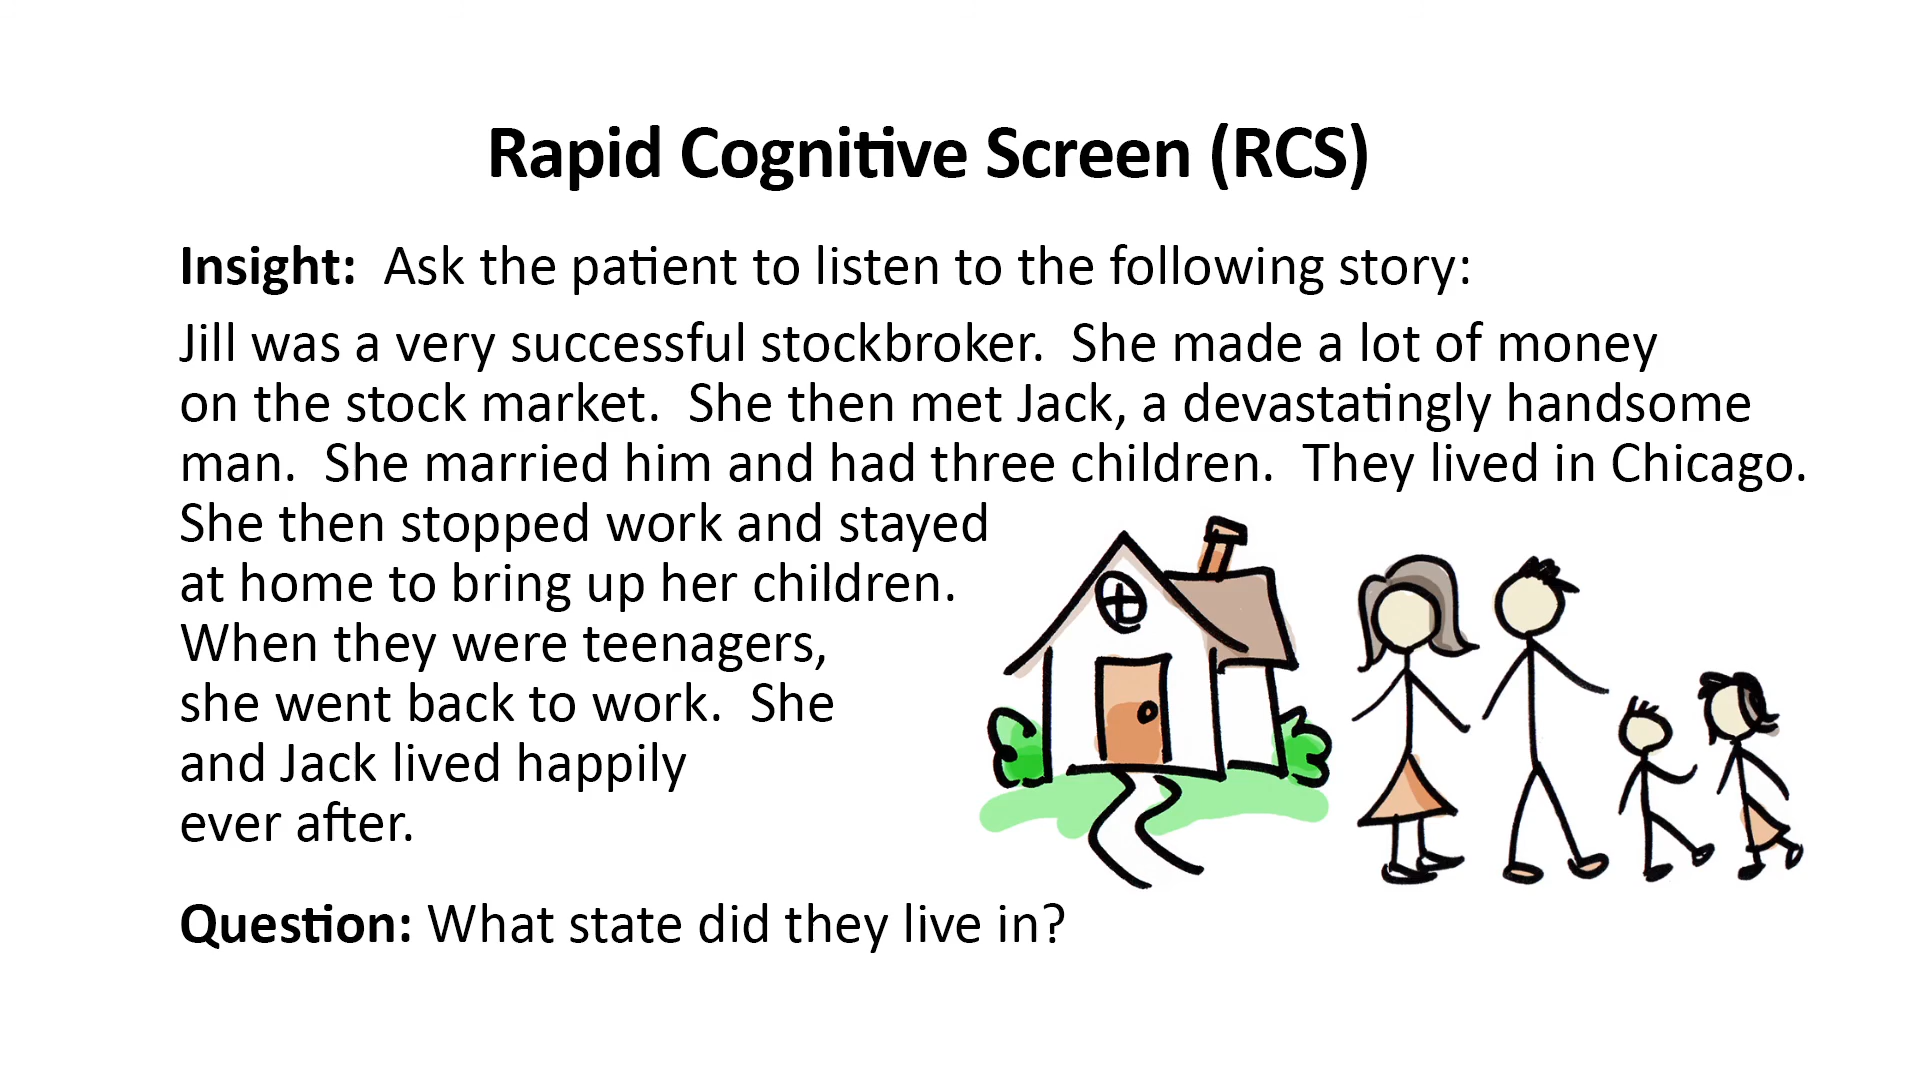 Rapid Cognitive Screen (RCS)
Insight:  Ask the patient to listen to the following story:
Jill was a very successful stockbroker.  She made a lot of money
on the stock market.  She then met Jack, a devastatingly handsome
man.  She married him and had three children.  They lived in Chicago.
She then stopped work and stayed
at home to bring up her children.
When they were teenagers,
she went back to work.  She
and Jack lived happily
ever after.
Question: What state did they live in?